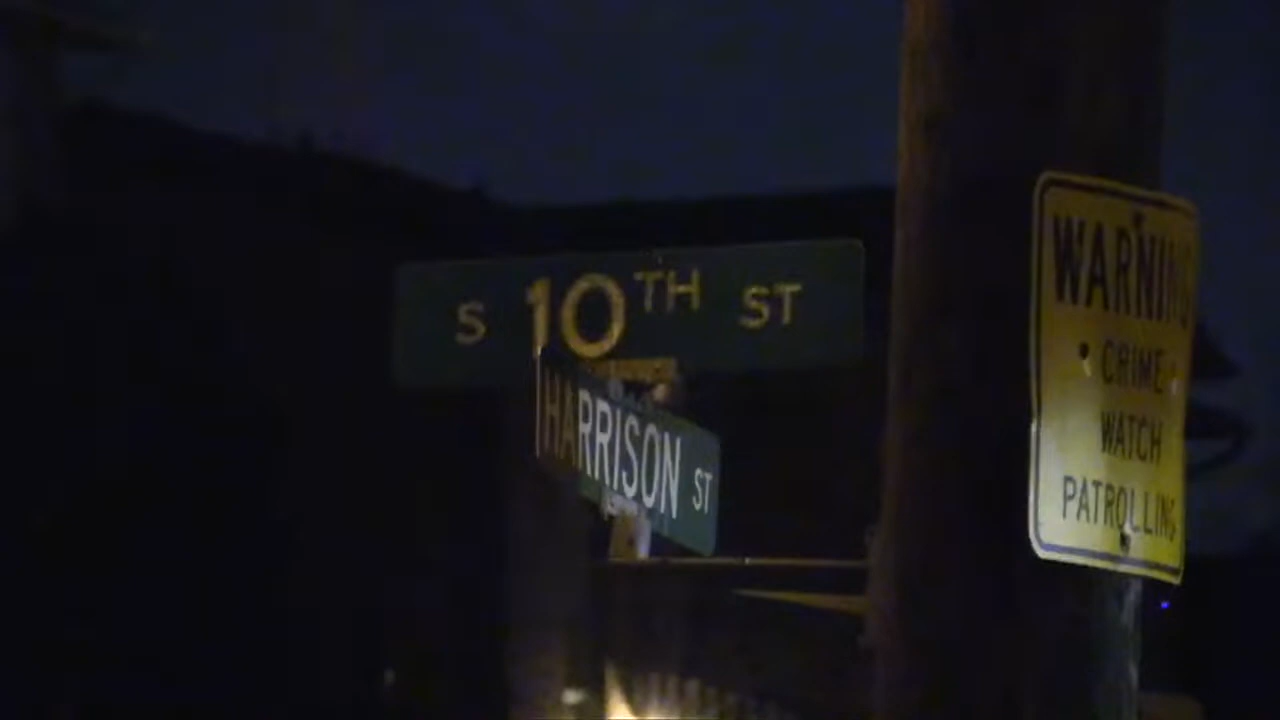 S 10TH ST
HARRISON ST
WARNING
CRIME
WATCH
PATROLLING